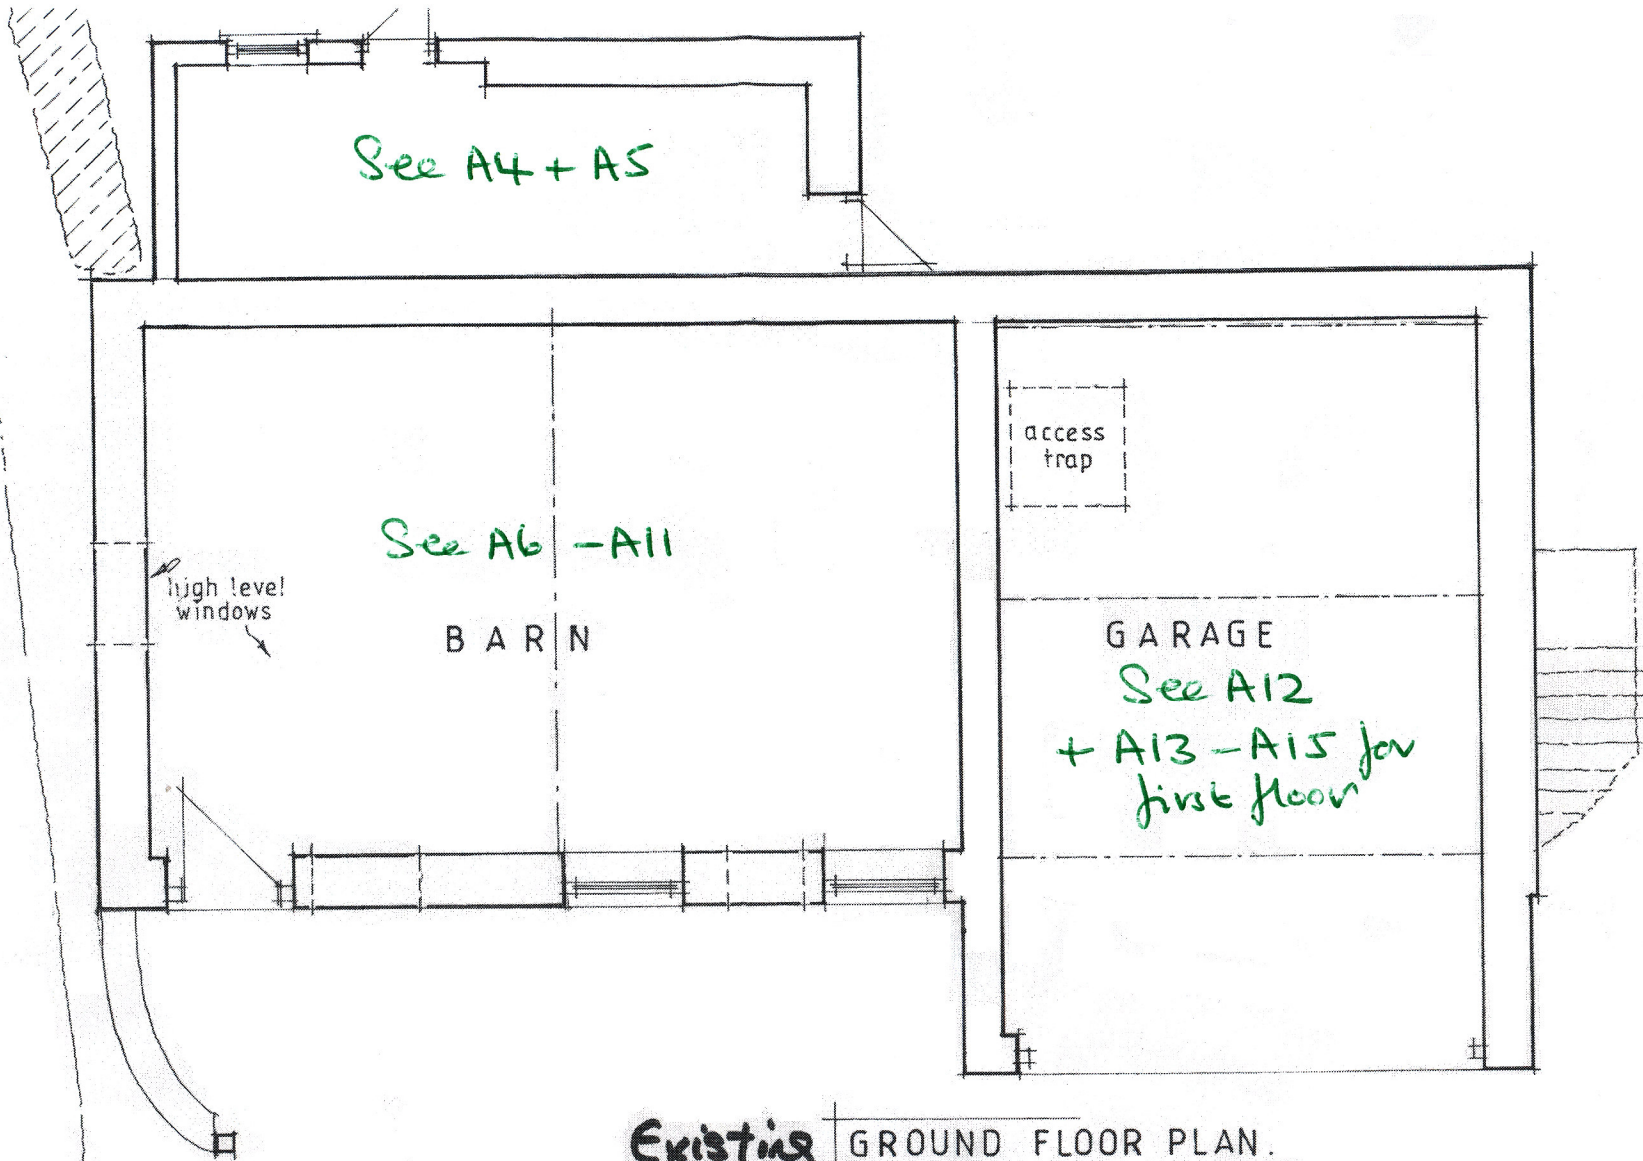 See A4 + A5
access
trap
See A6 - A11
high level
windows
BARN
GARAGE
See A12
+ A13 - A15 for
first floor
Existing GROUND FLOOR PLAN.